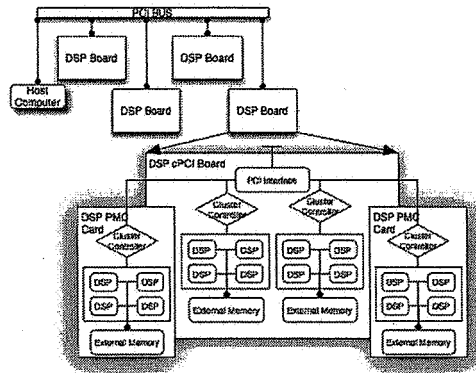 PCI BUS
DSP Board
DSP Board
Host
Computer
DSP Board
DSP Board
DSP cPCI Board
PCI Interface
Cluster
Controller
Cluster
Controller
DSP PMC
Card
Cluster
Controller
DSP PMC
Card
Cluster
Controller
DSP DSP
DSP DSP
DSP DSP
DSP DSP
DSP DSP
DSP DSP
DSP DSP
DSP DSP
External Memory
External Memory
External Memory
External Memory